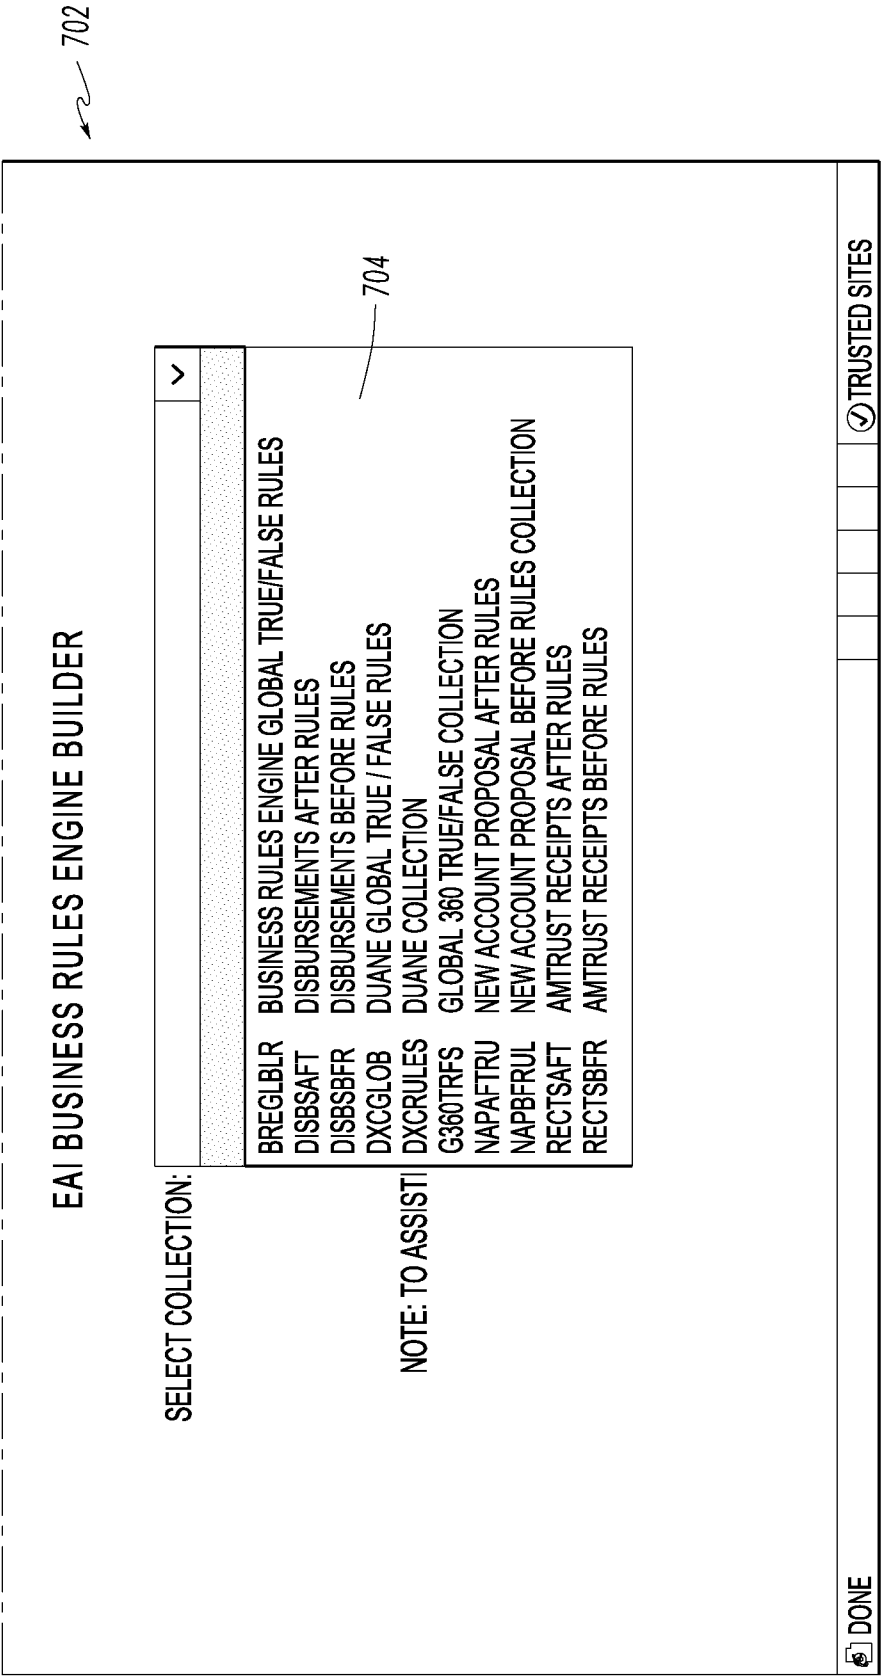 702
EAI BUSINESS RULES ENGINE BUILDER
SELECT COLLECTION:
704
BREGLBLR BUSINESS RULES ENGINE GLOBAL TRUE/FALSE RULES
DISBSAFT DISBURSEMENTS AFTER RULES
DISBSBFR DISBURSEMENTS BEFORE RULES
DXCGLOB DUANE GLOBAL TRUE / FALSE RULES
NOTE: TO ASSISTI DXCRULES DUANE COLLECTION
G360TRFS GLOBAL 360 TRUE/FALSE COLLECTION
NAPAFTRU NEW ACCOUNT PROPOSAL AFTER RULES
NAPBFRUL NEW ACCOUNT PROPOSAL BEFORE RULES COLLECTION
RECTSAFT AMTRUST RECEIPTS AFTER RULES
RECTSBFR AMTRUST RECEIPTS BEFORE RULES
DONE TRUSTED SITES